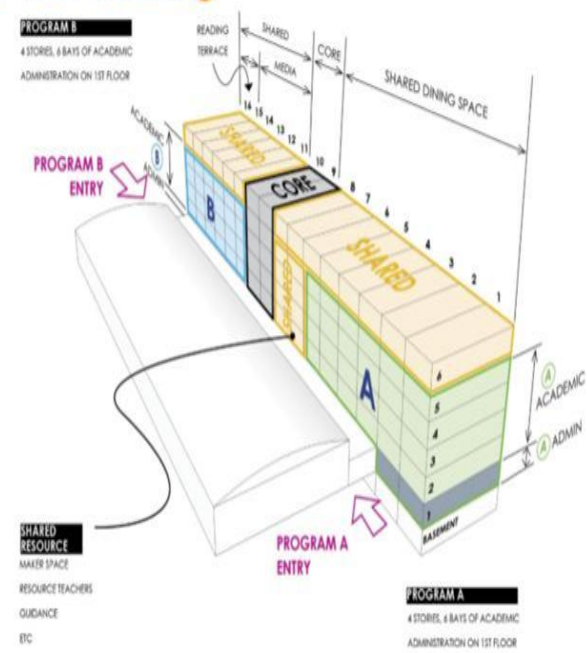 PROGRAM B
4 STORIES, 6 BAYS OF ACADEMIC
ADMINISTRATION ON 1ST FLOOR
READING
TERRACE
SHARED
MEDIA
CORE
SHARED DINING SPACE
16 15 14 13 12 11 10 9 8 7 6 5 4 3 2 1
ACADEMIC
B
ADMIN
PROGRAM B
ENTRY
SHARED
CORE
SHARED
B
SHARED
A
6
5
4
3
2
1
BASEMENT
A
ACADEMIC
A
ADMIN
PROGRAM A
ENTRY
SHARED
RESOURCE
MAKER SPACE
RESOURCE TEACHERS
GUIDANCE
ETC
PROGRAM A
4 STORIES, 6 BAYS OF ACADEMIC
ADMINISTRATION ON 1ST FLOOR